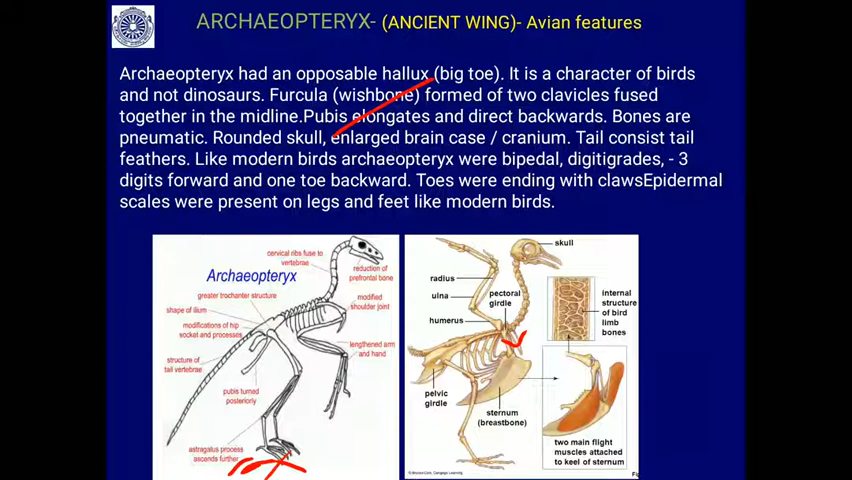 ARCHAEOPTERYX- (ANCIENT WING)- Avian features
Archaeopteryx had an opposable hallux (big toe). It is a character of birds
and not dinosaurs. Furcula (wishbone) formed of two clavicles fused
together in the midline.Pubis elongates and direct backwards. Bones are
pneumatic. Rounded skull, enlarged brain case / cranium. Tail consist tail
feathers. Like modern birds archaeopteryx were bipedal, digitigrades, - 3
digits forward and one toe backward. Toes were ending with clawsEpidermal
scales were present on legs and feet like modern birds.
cervical ribs fuse to
vertebrae
Archaeopteryx
reduction of
prefrontal bone
greater trochanter structure
modified
shoulder joint
shape of ilium
modifications of hip
socket and processes
lengthened arm
and hand
structure of
tail vertebrae
pubis turned
posteriorly
astragalus process
ascends further
skull
radius
pectoral
girdle
ulna
humerus
internal
structure
of bird
limb
bones
pelvic
girdle
sternum
(breastbone)
two main flight
muscles attached
to keel of sternum